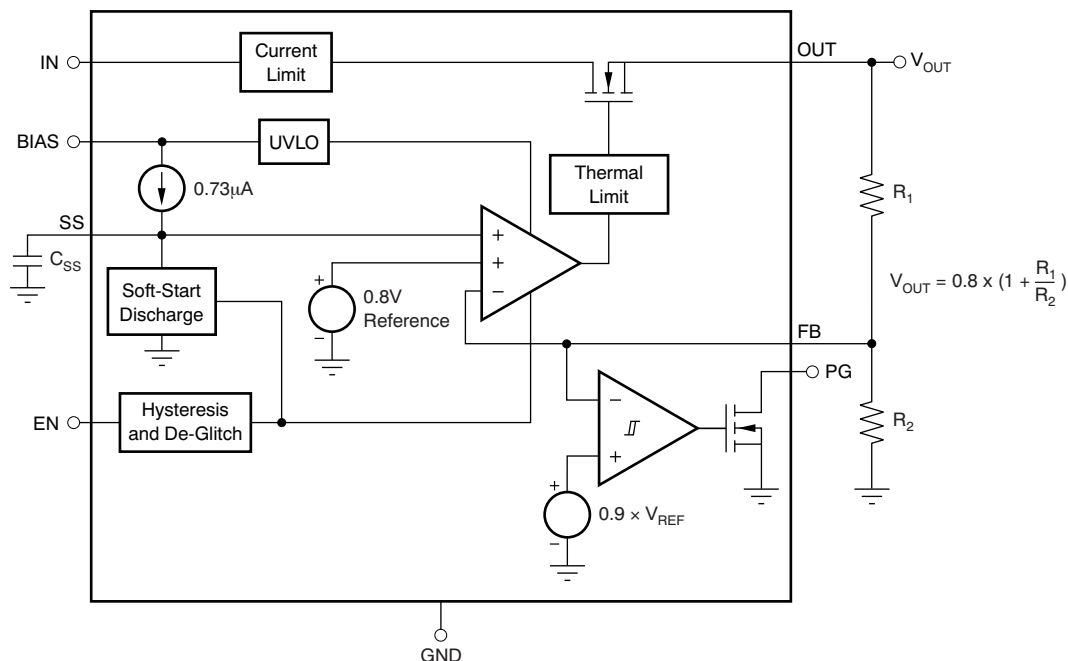 IN
Current
Limit
OUT
V_OUT
BIAS
UVLO
0.73μA
Thermal
Limit
R_1
SS
C_SS
+
+
−
Soft-Start
Discharge
+
0.8V
Reference
−
V_OUT = 0.8 x (1 + R_1/R_2)
FB
PG
EN
Hysteresis
and De-Glitch
−
+
R_2
+
0.9 × V_REF
−
GND